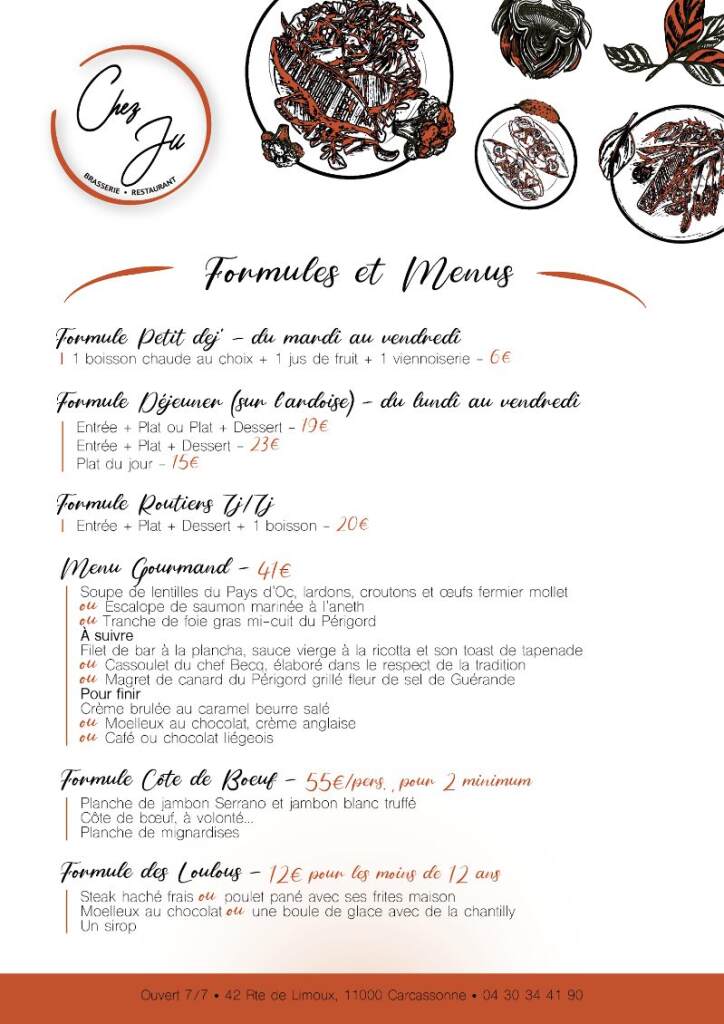 Chez
Ju
BRASSERIE • RESTAURANT
Formules et Menus
Formule Petit dej' – du mardi au vendredi
1 boisson chaude au choix + 1 jus de fruit + 1 viennoiserie – 6€
Formule Déjeuner (sur l'ardoise) – du lundi au vendredi
Entrée + Plat ou Plat + Dessert – 19€
Entrée + Plat + Dessert – 23€
Plat du jour – 15€
Formule Routiers 7j/7j
Entrée + Plat + Dessert + 1 boisson – 20€
Menu Gourmand – 41€
Soupe de lentilles du Pays d'Oc, lardons, croutons et œufs fermier mollet
ou Escalope de saumon marinée à l'aneth
ou Tranche de foie gras mi-cuit du Périgord
À suivre
Filet de bar à la plancha, sauce vierge à la ricotta et son toast de tapenade
ou Cassoulet du chef Becq, élaboré dans le respect de la tradition
ou Magret de canard du Périgord grillé fleur de sel de Guérande
Pour finir
Crème brulée au caramel beurre salé
ou Moelleux au chocolat, crème anglaise
ou Café ou chocolat liégeois
Formule Côte de Boeuf – 55€/pers., pour 2 minimum
Planche de jambon Serrano et jambon blanc truffé
Côte de bœuf, à volonté...
Planche de mignardises
Formule des Loulous – 12€ pour les moins de 12 ans
Steak haché frais ou poulet pané avec ses frites maison
Moelleux au chocolat ou une boule de glace avec de la chantilly
Un sirop
Ouvert 7/7 • 42 Rte de Limoux, 11000 Carcassonne • 04 30 34 41 90